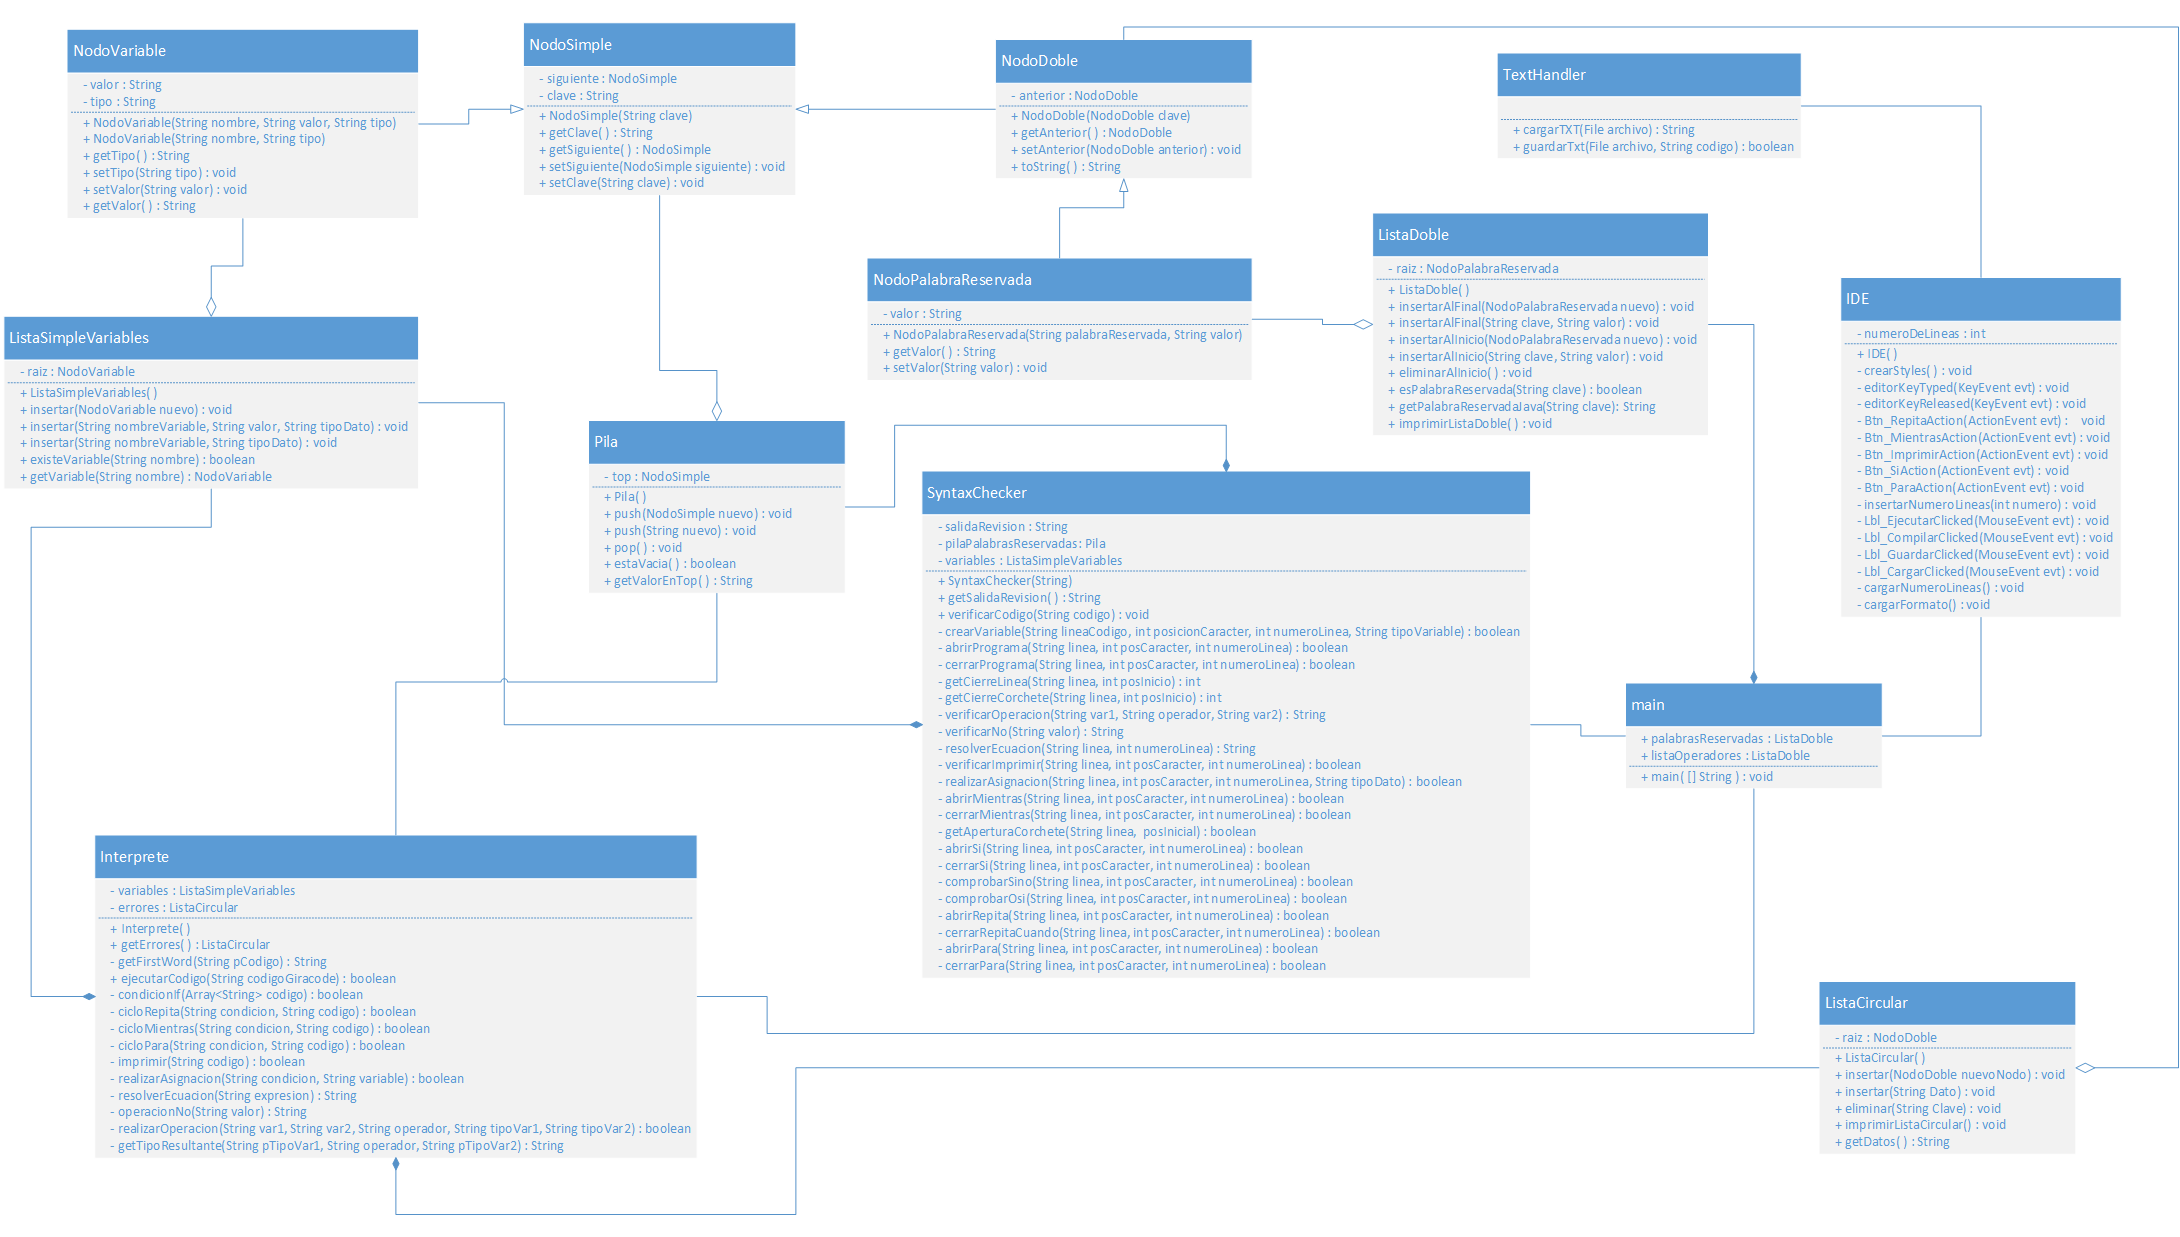 NodoVariable
- valor : String
- tipo : String
+ NodoVariable(String nombre, String valor, String tipo)
+ NodoVariable(String nombre, String tipo)
+ getTipo( ) : String
+ setTipo(String tipo) : void
+ setValor(String valor) : void
+ getValor( ) : String
NodoSimple
- siguiente : NodoSimple
- clave : String
+ NodoSimple(String clave)
+ getClave( ) : String
+ getSiguiente( ) : NodoSimple
+ setSiguiente(NodoSimple siguiente) : void
+ setClave(String clave) : void
NodoDoble
- anterior : NodoDoble
+ NodoDoble(NodoDoble clave)
+ getAnterior( ) : NodoDoble
+ setAnterior(NodoDoble anterior) : void
+ toString( ) : String
TextHandler
+ cargarTXT(File archivo) : String
+ guardarTxt(File archivo, String codigo) : boolean
NodoPalabraReservada
- valor : String
+ NodoPalabraReservada(String palabraReservada, String valor)
+ getValor( ) : String
+ setValor(String valor) : void
ListaDoble
- raiz : NodoPalabraReservada
+ ListaDoble( )
+ insertarAlFinal(NodoPalabraReservada nuevo) : void
+ insertarAlFinal(String clave, String valor) : void
+ insertarAlInicio(NodoPalabraReservada nuevo) : void
+ insertarAlInicio(String clave, String valor) : void
+ eliminarAlInicio( ) : void
+ esPalabraReservada(String clave) : boolean
+ getPalabraReservadaJava(String clave): String
+ imprimirListaDoble( ) : void
IDE
- numeroDeLineas : int
+ IDE( )
- crearStyles( ) : void
- editorKeyTyped(KeyEvent evt) : void
- editorKeyReleased(KeyEvent evt) : void
- Btn_RepitaAction(ActionEvent evt) : void
- Btn_MientrasAction(ActionEvent evt) : void
- Btn_ImprimirAction(ActionEvent evt) : void
- Btn_SiAction(ActionEvent evt) : void
- Btn_ParaAction(ActionEvent evt) : void
- insertarNumeroLineas(int numero) : void
- Lbl_EjecutarClicked(MouseEvent evt) : void
- Lbl_CompilarClicked(MouseEvent evt) : void
- Lbl_GuardarClicked(MouseEvent evt) : void
- Lbl_CargarClicked(MouseEvent evt) : void
- cargarNumeroLineas() : void
- cargarFormato() : void
ListaSimpleVariables
- raiz : NodoVariable
+ ListaSimpleVariables( )
+ insertar(NodoVariable nuevo) : void
+ insertar(String nombreVariable, String valor, String tipoDato) : void
+ insertar(String nombreVariable, String tipoDato) : void
+ existeVariable(String nombre) : boolean
+ getVariable(String nombre) : NodoVariable
Pila
- top : NodoSimple
+ Pila( )
+ push(NodoSimple nuevo) : void
+ push(String nuevo) : void
+ pop( ) : void
+ estaVacia( ) : boolean
+ getValorEnTop( ) : String
SyntaxChecker
- salidaRevision : String
- pilaPalabrasReservadas: Pila
- variables : ListaSimpleVariables
+ SyntaxChecker(String)
+ getSalidaRevision( ) : String
+ verificarCodigo(String codigo) : void
- crearVariable(String lineaCodigo, int posicionCaracter, int numeroLinea, String tipoVariable) : boolean
- abrirPrograma(String linea, int posCaracter, int numeroLinea) : boolean
- cerrarPrograma(String linea, int posCaracter, int numeroLinea) : boolean
- getCierreLinea(String linea, int posInicio) : int
- getCierreCorchete(String linea, int posInicio) : int
- verificarOperacion(String var1, String operador, String var2) : String
- verificarNo(String valor) : String
- resolverEcuacion(String linea, int numeroLinea) : String
- verificarImprimir(String linea, int posCaracter, int numeroLinea) : boolean
- realizarAsignacion(String linea, int posCaracter, int numeroLinea, String tipoDato) : boolean
- abrirMientras(String linea, int posCaracter, int numeroLinea) : boolean
- cerrarMientras(String linea, int posCaracter, int numeroLinea) : boolean
- getAperturaCorchete(String linea, posInicial) : boolean
- abrirSi(String linea, int posCaracter, int numeroLinea) : boolean
- cerrarSi(String linea, int posCaracter, int numeroLinea) : boolean
- comprobarSino(String linea, int posCaracter, int numeroLinea) : boolean
- comprobarOsi(String linea, int posCaracter, int numeroLinea) : boolean
- abrirRepita(String linea, int posCaracter, int numeroLinea) : boolean
- cerrarRepitaCuando(String linea, int posCaracter, int numeroLinea) : boolean
- abrirPara(String linea, int posCaracter, int numeroLinea) : boolean
- cerrarPara(String linea, int posCaracter, int numeroLinea) : boolean
main
+ palabrasReservadas : ListaDoble
+ listaOperadores : ListaDoble
+ main( [] String ) : void
Interprete
- variables : ListaSimpleVariables
- errores : ListaCircular
+ Interprete( )
+ getErrores( ) : ListaCircular
- getFirstWord(String pCodigo) : String
+ ejecutarCodigo(String codigoGiracode) : boolean
- condicionIf(Array<String> codigo) : boolean
- cicloRepita(String condicion, String codigo) : boolean
- cicloMientras(String condicion, String codigo) : boolean
- cicloPara(String condicion, String codigo) : boolean
- imprimir(String codigo) : boolean
- realizarAsignacion(String condicion, String variable) : boolean
- resolverEcuacion(String expresion) : String
- operacionNo(String valor) : String
- realizarOperacion(String var1, String var2, String operador, String tipoVar1, String tipoVar2) : boolean
- getTipoResultante(String pTipoVar1, String operador, String pTipoVar2) : String
ListaCircular
- raiz : NodoDoble
+ ListaCircular( )
+ insertar(NodoDoble nuevoNodo) : void
+ insertar(String Dato) : void
+ eliminar(String Clave) : void
+ imprimirListaCircular() : void
+ getDatos( ) : String